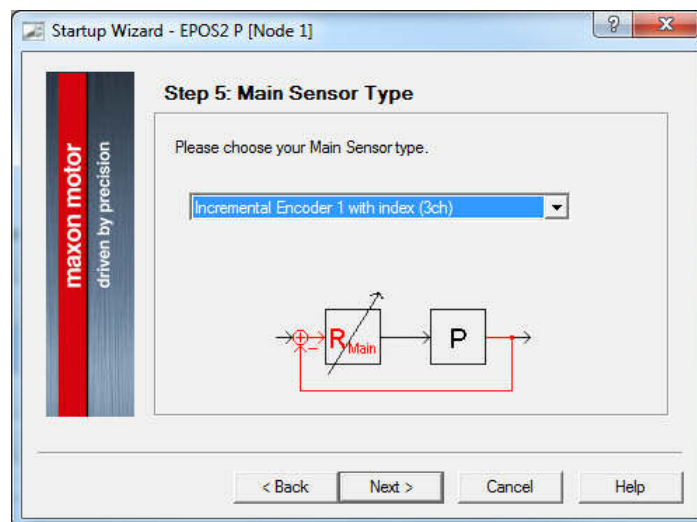 Startup Wizard - EPOS2 P [Node 1]
maxon motor
driven by precision
Step 5: Main Sensor Type
Please choose your Main Sensor type.
Incremental Encoder 1 with index (3ch)
R Main
P
< Back
Next >
Cancel
Help